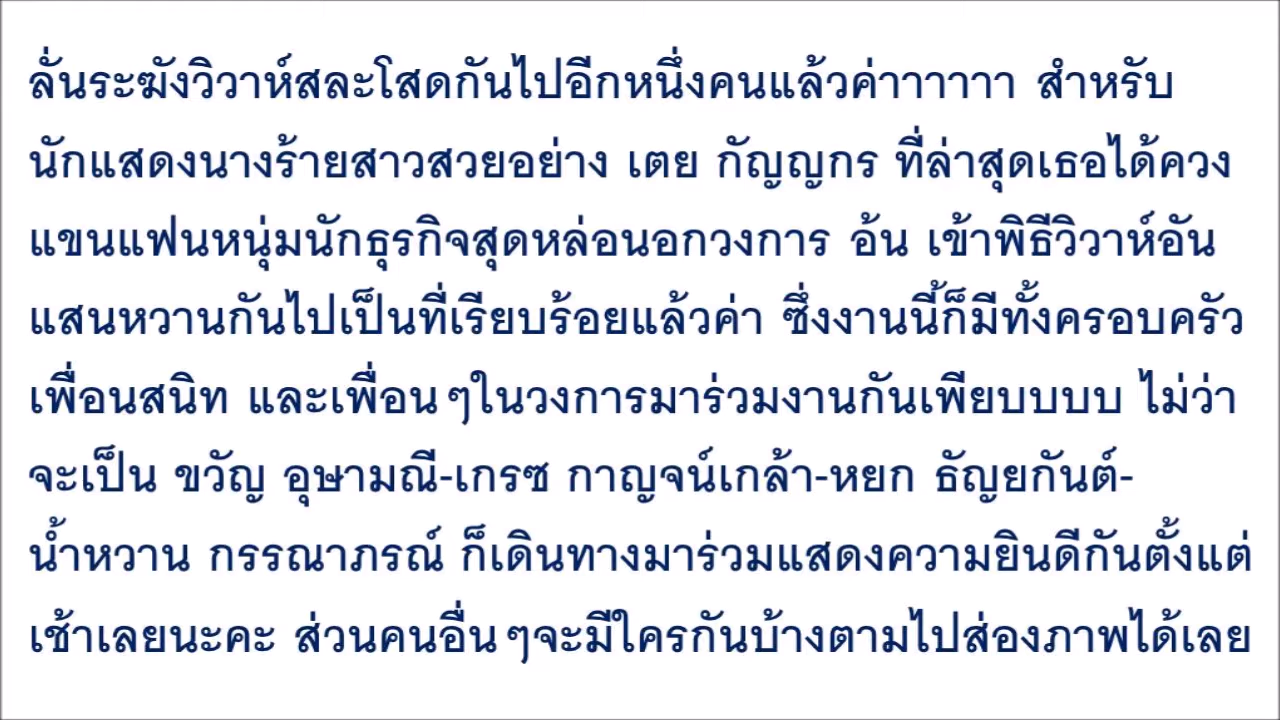 ลั่นระฆังวิวาห์สละโสดกันไปอีกหนึ่งคนแล้วค่าาาาาา สำหรับ
นักแสดงนางร้ายสาวสวยอย่าง เตย กัญญกร ที่ล่าสุดเธอได้ควง
แขนแฟนหนุ่มนักธุรกิจสุดหล่อนอกวงการ อ้น เข้าพิธีวิวาห์อัน
แสนหวานกันไปเป็นที่เรียบร้อยแล้วค่า ซึ่งงานนี้ก็มีทั้งครอบครัว
เพื่อนสนิท และเพื่อนๆในวงการมาร่วมงานกันเพียบบบบ ไม่ว่า
จะเป็น ขวัญ อุษามณี-เกรซ กาญจน์เกล้า-หยก ธัญยกันต์-
น้ำหวาน กรรณาภรณ์ ก็เดินทางมาร่วมแสดงความยินดีกันตั้งแต่
เช้าเลยนะคะ ส่วนคนอื่นๆจะมีใครกันบ้างตามไปส่องภาพได้เลย